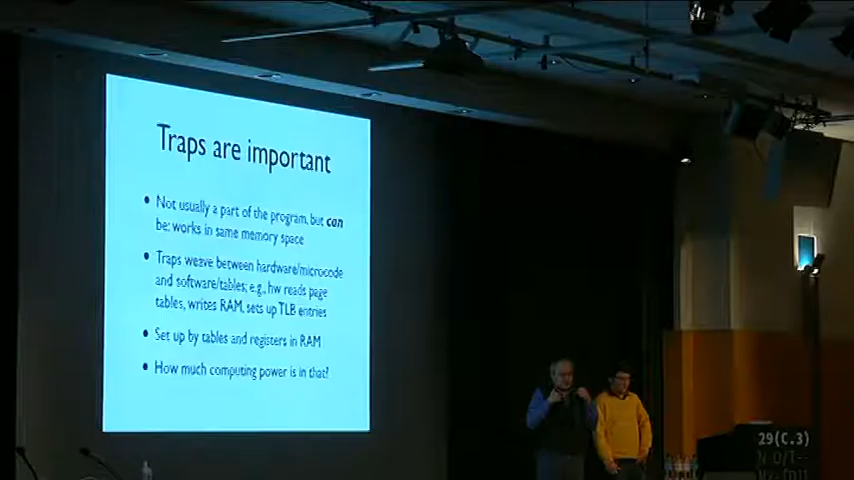 Traps are important
• Not usually a part of the program, but can
be: works in same memory space
• Traps weave between hardware/microcode
and software/tables; e.g., hw reads page
tables, writes RAM, sets up TLB entries
• Set up by tables and registers in RAM
• How much computing power is in that?
29(C.3)